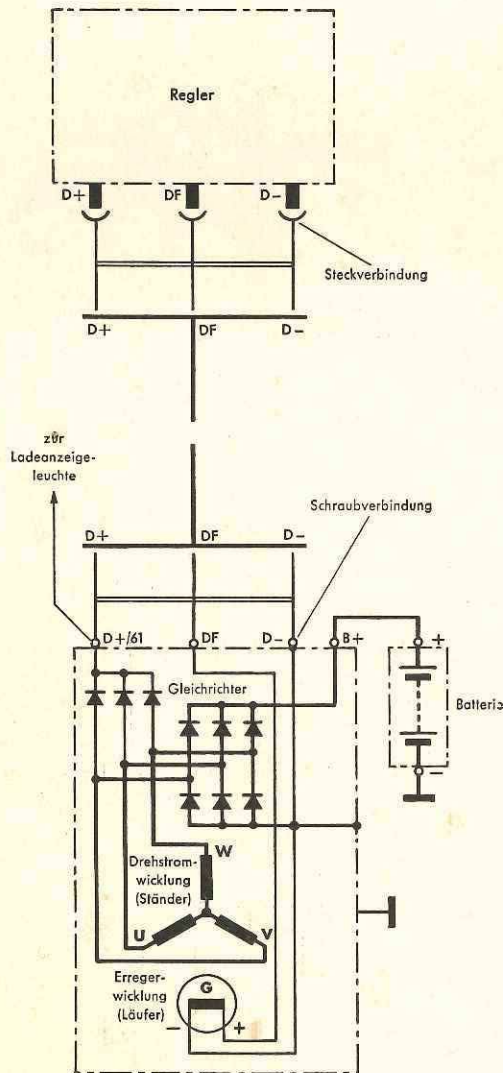 Regler
D+ DF D-
Steckverbindung
D+ DF D-
zur
Ladeanzeige-
leuchte
Schraubverbindung
D+ DF D-
D+/61 DF D- B+ +
Gleichrichter
Batterie
-
W
Drehstrom-
wicklung
(Ständer)
U V
Erreger-
wicklung
(Läufer)
G
- +